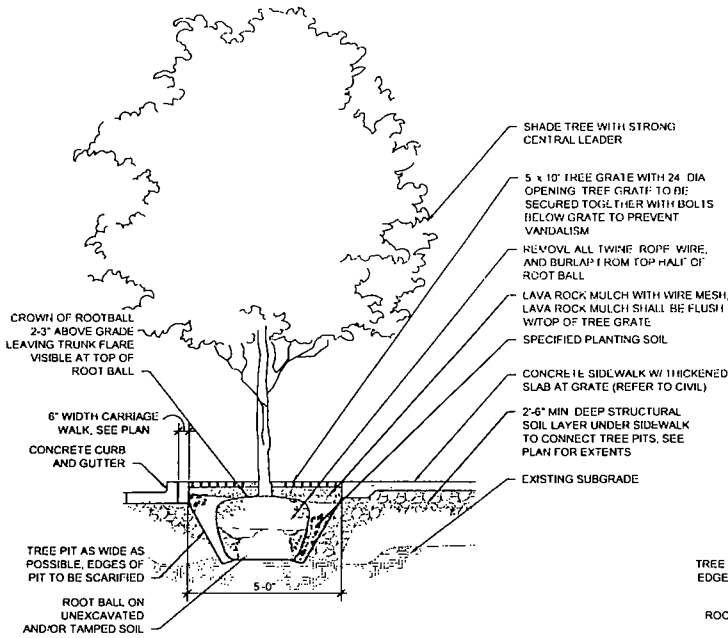 SHADE TREE WITH STRONG
CENTRAL LEADER
5 x 10' TREE GRATE WITH 24 DIA
OPENING TREE GRATE TO BE
SECURED TOGETHER WITH BOLTS
BELOW GRATE TO PREVENT
VANDALISM
REMOVE ALL TWINE, ROPE, WIRE,
AND BURLAP FROM TOP HALF OF
ROOT BALL
LAVA ROCK MULCH WITH WIRE MESH,
LAVA ROCK MULCH SHALL BE FLUSH
W/TOP OF TREE GRATE
SPECIFIED PLANTING SOIL
CONCRETE SIDEWALK W/ THICKENED
SLAB AT GRATE (REFER TO CIVIL)
2'-6" MIN DEEP STRUCTURAL
SOIL LAYER UNDER SIDEWALK
TO CONNECT TREE PITS, SEE
PLAN FOR EXTENTS
EXISTING SUBGRADE
CROWN OF ROOTBALL
2-3" ABOVE GRADE
LEAVING TRUNK FLARE
VISIBLE AT TOP OF
ROOT BALL
6" WIDTH CARRIAGE
WALK, SEE PLAN
CONCRETE CURB
AND GUTTER
TREE PIT AS WIDE AS
POSSIBLE, EDGES OF
PIT TO BE SCARIFIED
ROOT BALL ON
UNEXCAVATED
AND/OR TAMPED SOIL
5'-0"
TREE
EDGE
ROO